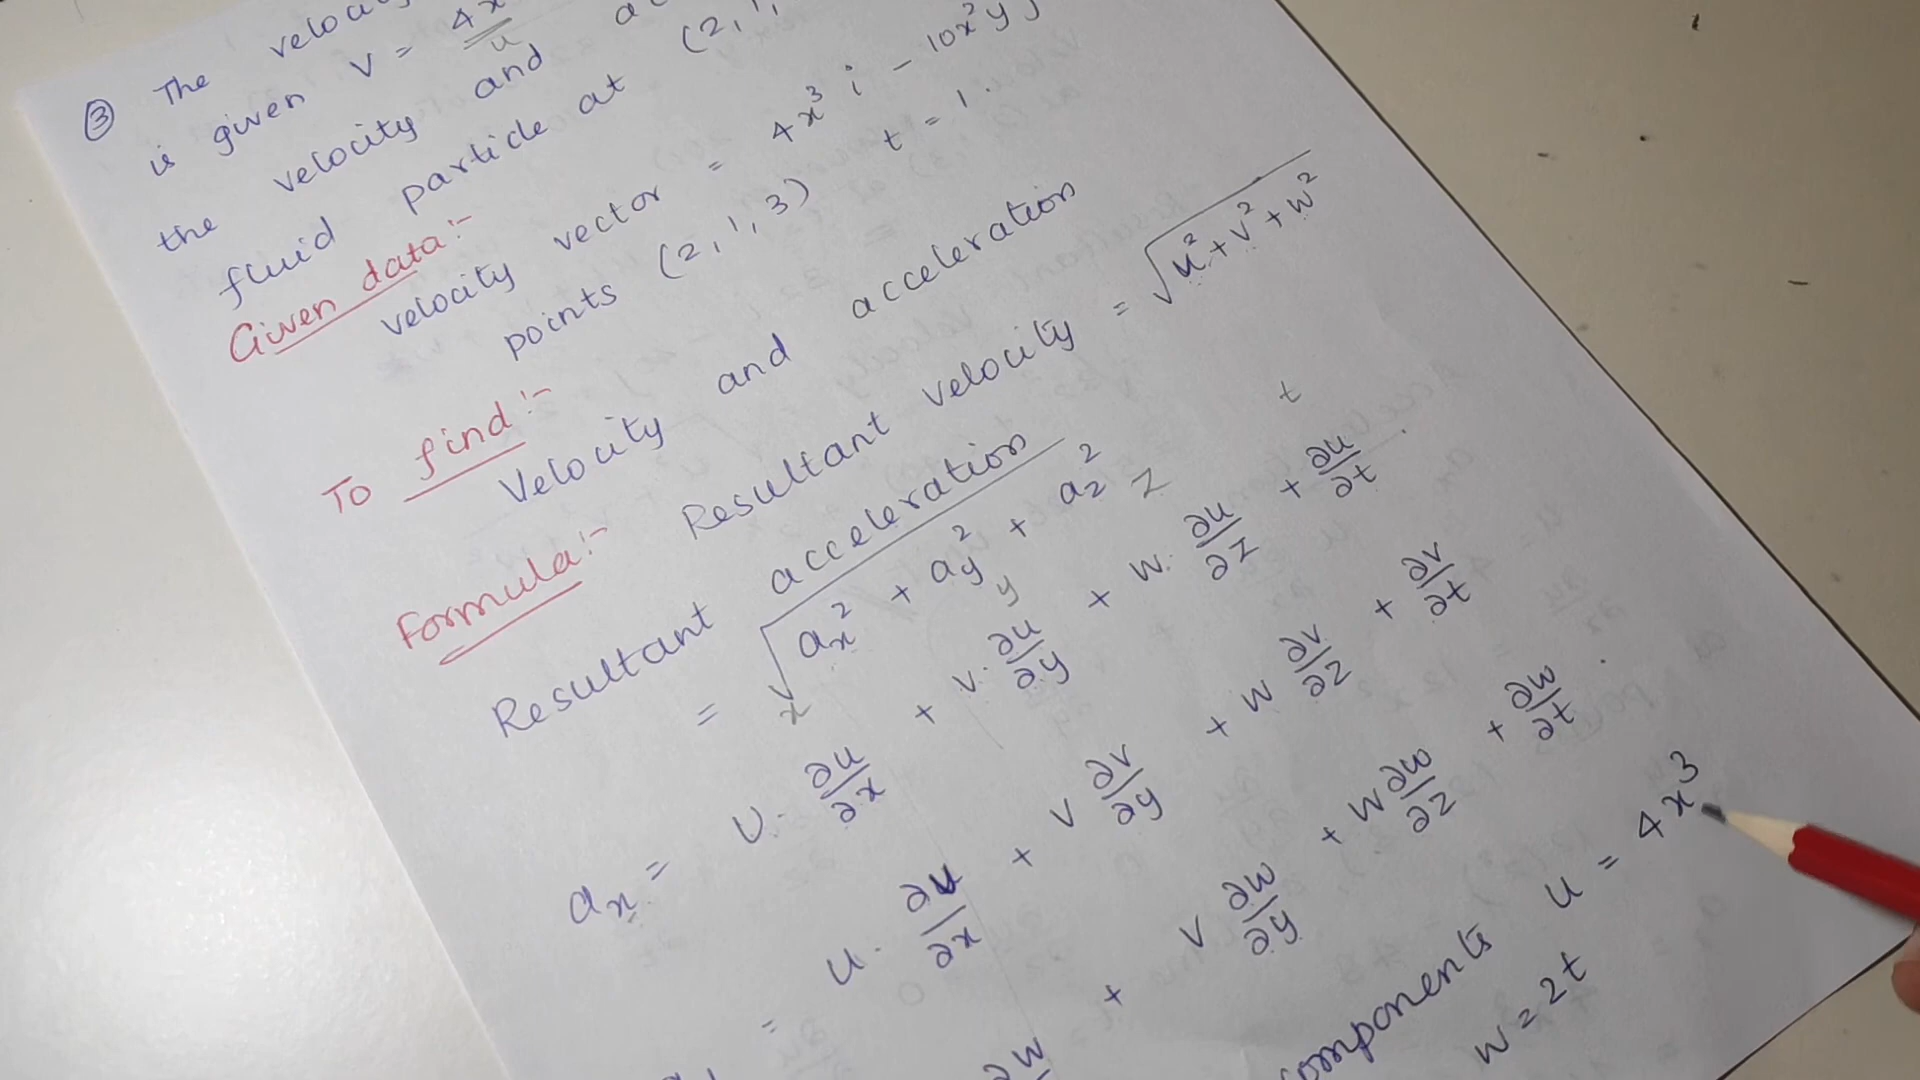 ③ The
is given V = 4x
the velocity and
fluid particle at (2, 1,
Given data:-
velocity vector = 4x³ i - 10x²y j
points (2, 1, 3) t = 1.
To find:-
Velocity and acceleration
Formula:- Resultant velocity = √u² + v² + w²
Resultant acceleration
= √ax² + ay² + az²
x y z t
ax = u. ∂u/∂x + v. ∂u/∂y + w. ∂u/∂z + ∂u/∂t
= u. ∂v/∂x + v ∂v/∂y + w ∂v/∂z + ∂v/∂t
∂w + v ∂w/∂y + w ∂w/∂z + ∂w/∂t
components u = 4x³
w = 2t